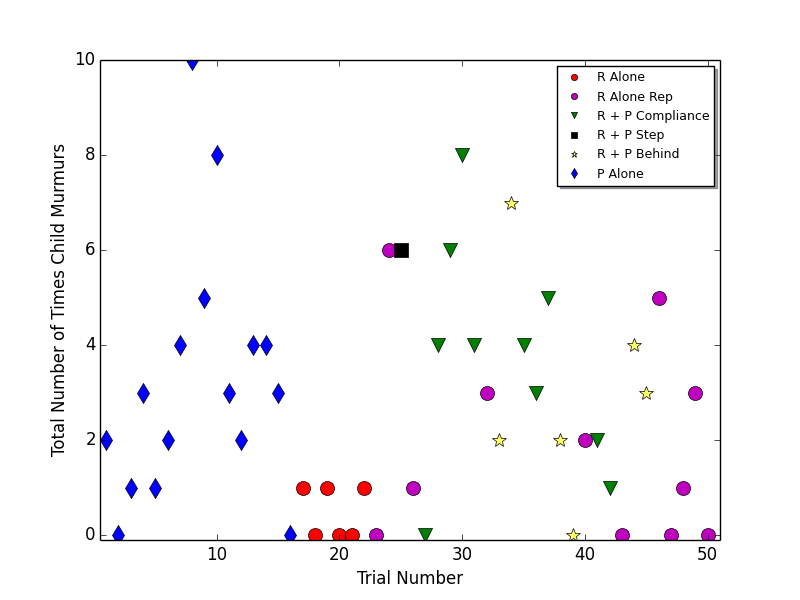 10
8
6
4
2
0
Total Number of Times Child Murmurs
R Alone
R Alone Rep
R + P Compliance
R + P Step
R + P Behind
P Alone
10 20 30 40 50
Trial Number